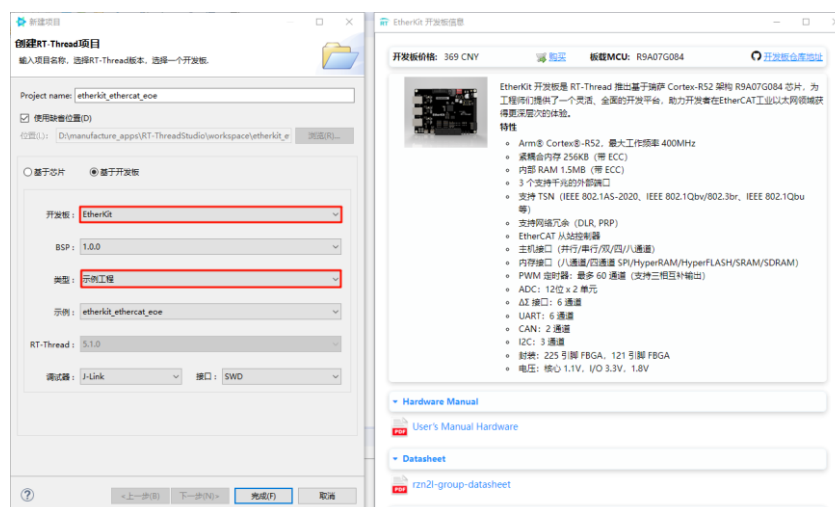 新建项目
创建RT-Thread项目
输入项目名称、选择RT-Thread版本、选择一个开发板.
Project name: etherkit_ethercat_eoe
使用缺省位置(D)
位置(L): D:\manufacture_apps\RT-ThreadStudio\workspace\etherkit_e 浏览(R)...
基于芯片 基于开发板
开发板: EtherKit
BSP: 1.0.0
类型: 示例工程
示例: etherkit_ethercat_eoe
RT-Thread: 5.1.0
调试器: J-Link 接口: SWD
<上一步(B) 下一步(N)> 完成(F) 取消
EtherKit 开发板信息
开发板价格: 369 CNY 购买 板载MCU: R9A07G084 开发板仓库地址
EtherKit 开发板是 RT-Thread 推出基于瑞萨 Cortex-R52 架构 R9A07G084 芯片，为
工程师们提供了一个灵活、全面的开发平台，助力开发者在EtherCAT工业以太网领域获
得更深层次的体验。
特性
Arm® Cortex®-R52，最大工作频率 400MHz
紧耦合内存 256KB（带 ECC）
内部 RAM 1.5MB（带 ECC）
3 个支持千兆的外部端口
支持 TSN（IEEE 802.1AS-2020、IEEE 802.1Qbv/802.3br、IEEE 802.1Qbu
等）
支持网络冗余（DLR, PRP）
EtherCAT 从站控制器
主机接口（并行/串行/双/四/八通道）
内存接口（八通道/四通道 SPI/HyperRAM/HyperFLASH/SRAM/SDRAM）
PWM 定时器：最多 60 通道（支持三相互补输出）
ADC：12位 x 2 单元
ΔΣ 接口：6 通道
UART：6 通道
CAN：2 通道
I2C：3 通道
封装：225 引脚 FBGA，121 引脚 FBGA
电压：核心 1.1V，I/O 3.3V，1.8V
Hardware Manual
PDF User's Manual Hardware
Datasheet
PDF rzn2l-group-datasheet